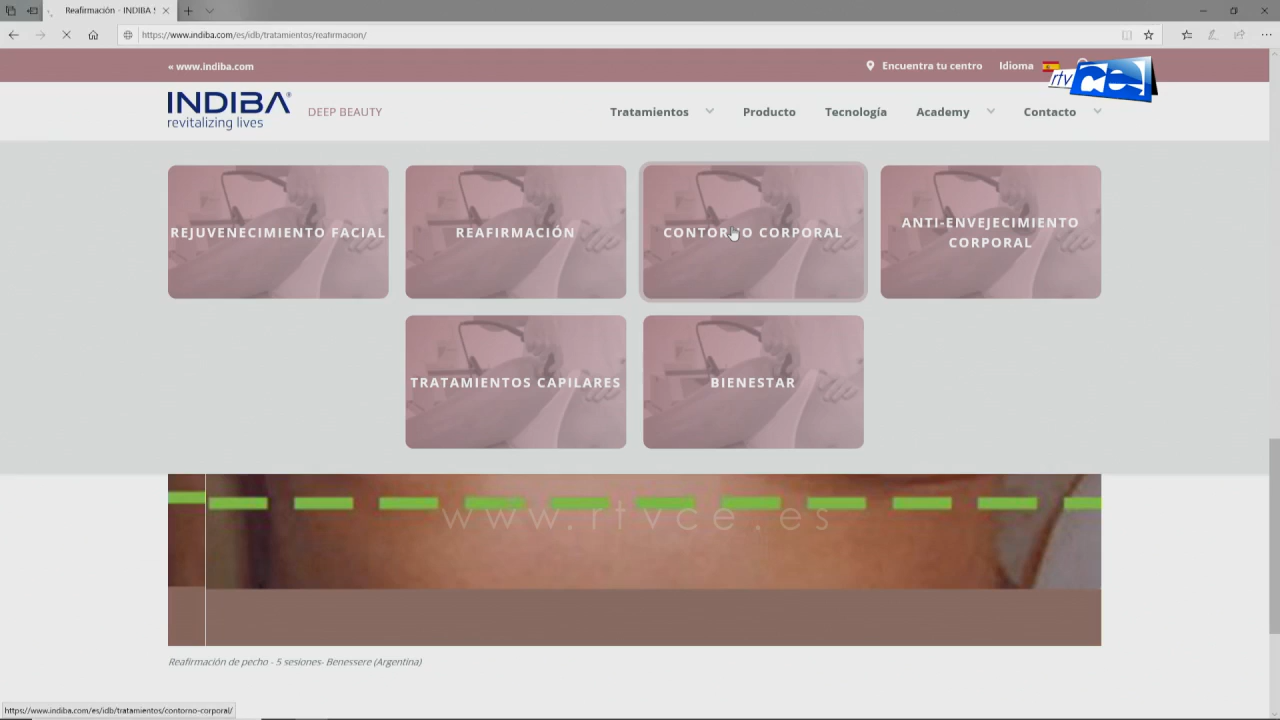 Reafirmación - INDIBA S
https://www.indiba.com/es/idb/tratamientos/reafirmacion/
« www.indiba.com
Encuentra tu centro
Idioma
rtvce
INDIBA®
revitalizing lives
DEEP BEAUTY
Tratamientos
Producto
Tecnología
Academy
Contacto
REJUVENECIMIENTO FACIAL
REAFIRMACIÓN
CONTORNO CORPORAL
ANTI-ENVEJECIMIENTO
CORPORAL
TRATAMIENTOS CAPILARES
BIENESTAR
www.rtvce.es
Reafirmación de pecho - 5 sesiones- Benessere (Argentina)
https://www.indiba.com/es/idb/tratamientos/contorno-corporal/